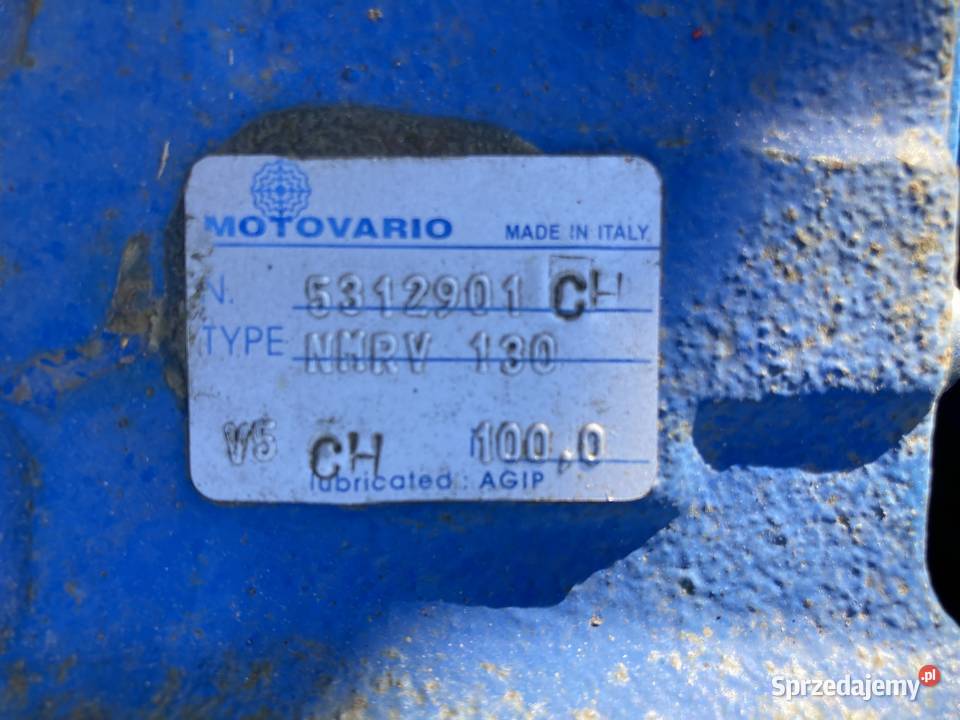 MOTOVARIO MADE IN ITALY
N. 5312901 CH
TYPE NMRV 130
V5 CH 100,0
lubricated : AGIP
Sprzedajemy.pl